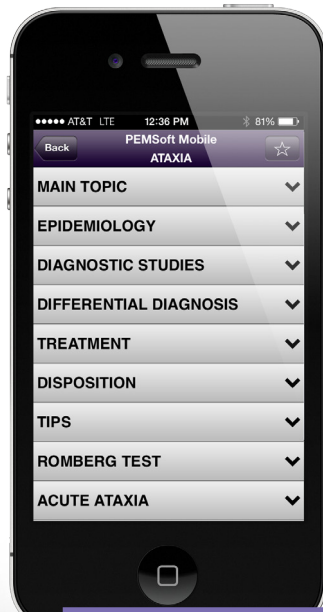 AT&T LTE 12:36 PM 81%
Back PEMSoft Mobile
ATAXIA
MAIN TOPIC
EPIDEMIOLOGY
DIAGNOSTIC STUDIES
DIFFERENTIAL DIAGNOSIS
TREATMENT
DISPOSITION
TIPS
ROMBERG TEST
ACUTE ATAXIA